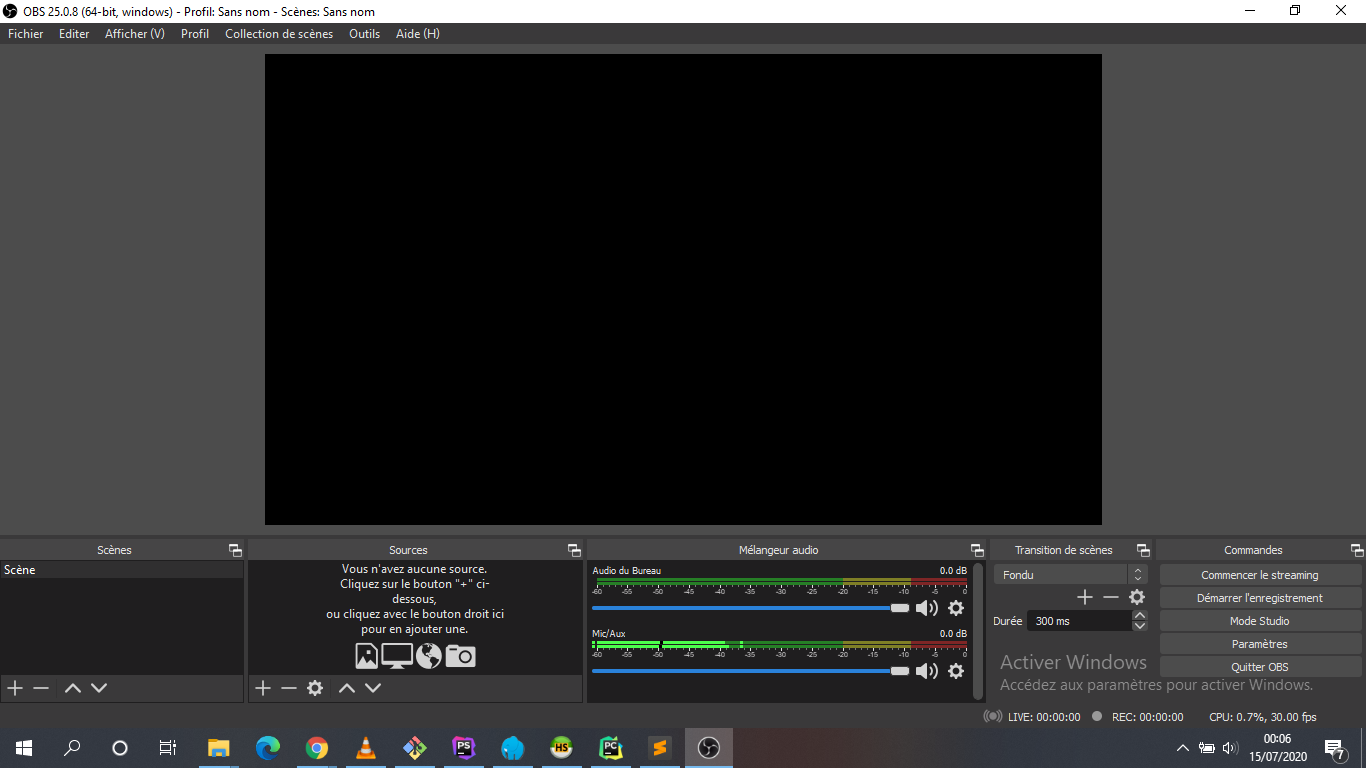 OBS 25.0.8 (64-bit, windows) - Profil: Sans nom - Scènes: Sans nom
Fichier Editer Afficher (V) Profil Collection de scènes Outils Aide (H)
Scènes
Scène
Sources
Vous n'avez aucune source.
Cliquez sur le bouton "+" ci-
dessous,
ou cliquez avec le bouton droit ici
pour en ajouter une.
Mélangeur audio
Audio du Bureau 0.0 dB
-60 -55 -50 -45 -40 -35 -30 -25 -20 -15 -10 -5 0
Mic/Aux 0.0 dB
-60 -55 -50 -45 -40 -35 -30 -25 -20 -15 -10 -5 0
Transition de scènes
Fondu
Durée 300 ms
Commandes
Commencer le streaming
Démarrer l'enregistrement
Mode Studio
Paramètres
Quitter OBS
Activer Windows
Accédez aux paramètres pour activer Windows.
LIVE: 00:00:00 REC: 00:00:00 CPU: 0.7%, 30.00 fps
PS HS PC S
00:06
15/07/2020
7